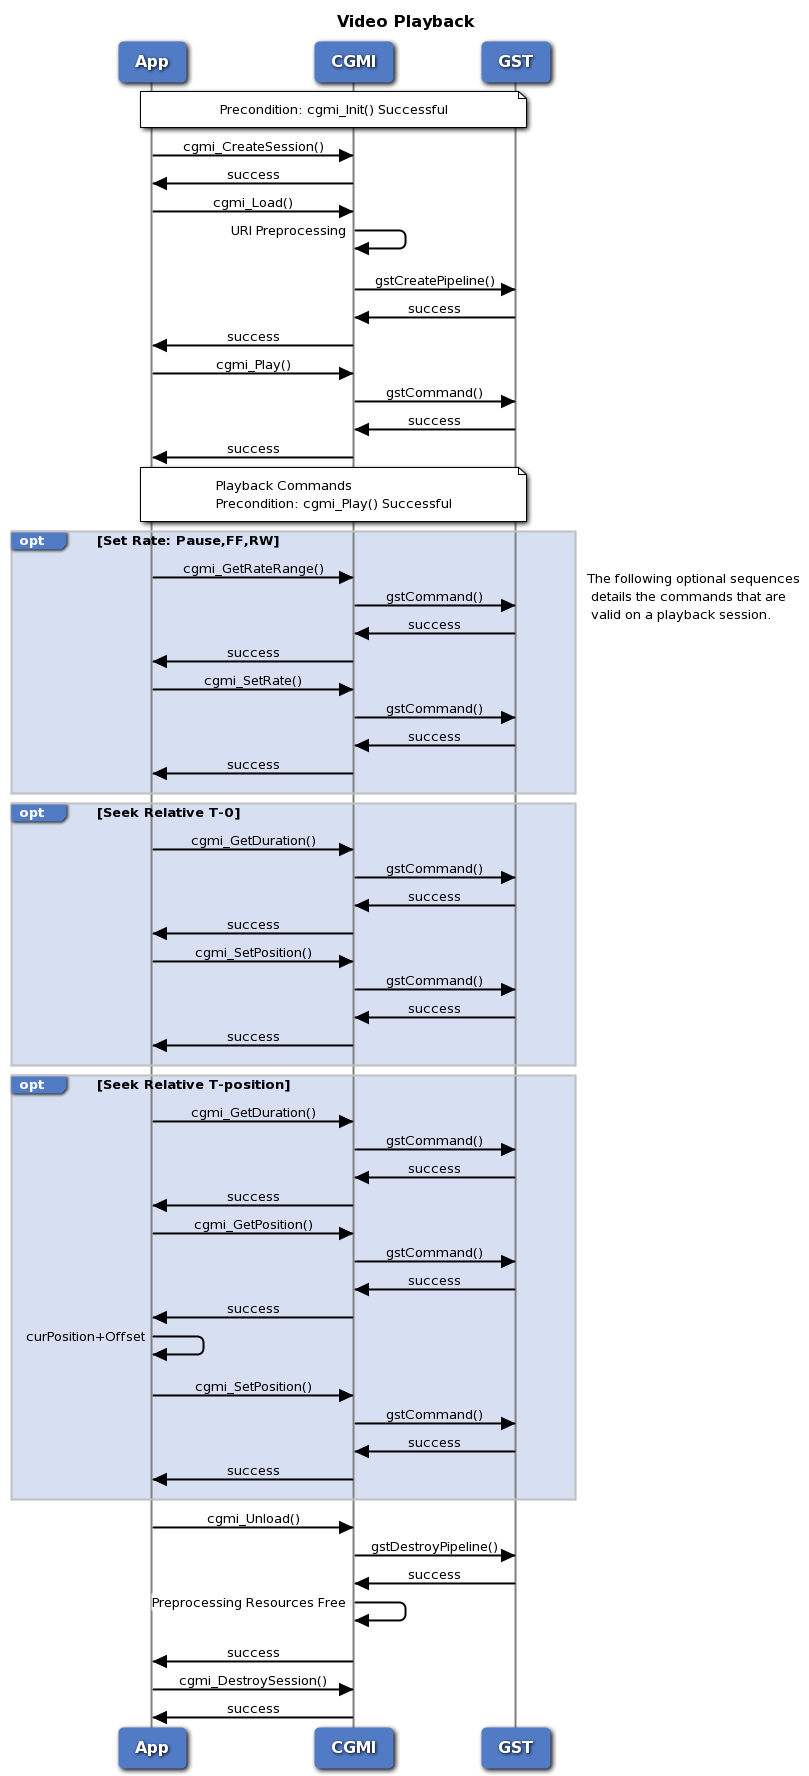 Video Playback
App
CGMI
GST
Precondition: cgmi_Init() Successful
cgmi_CreateSession()
success
cgmi_Load()
URI Preprocessing
gstCreatePipeline()
success
success
cgmi_Play()
gstCommand()
success
success
Playback Commands
Precondition: cgmi_Play() Successful
opt
[Set Rate: Pause,FF,RW]
cgmi_GetRateRange()
The following optional sequences
details the commands that are
valid on a playback session.
gstCommand()
success
success
cgmi_SetRate()
gstCommand()
success
success
opt
[Seek Relative T-0]
cgmi_GetDuration()
gstCommand()
success
success
cgmi_SetPosition()
gstCommand()
success
success
opt
[Seek Relative T-position]
cgmi_GetDuration()
gstCommand()
success
success
cgmi_GetPosition()
gstCommand()
success
success
curPosition+Offset
cgmi_SetPosition()
gstCommand()
success
success
cgmi_Unload()
gstDestroyPipeline()
success
Preprocessing Resources Free
success
cgmi_DestroySession()
success
App
CGMI
GST